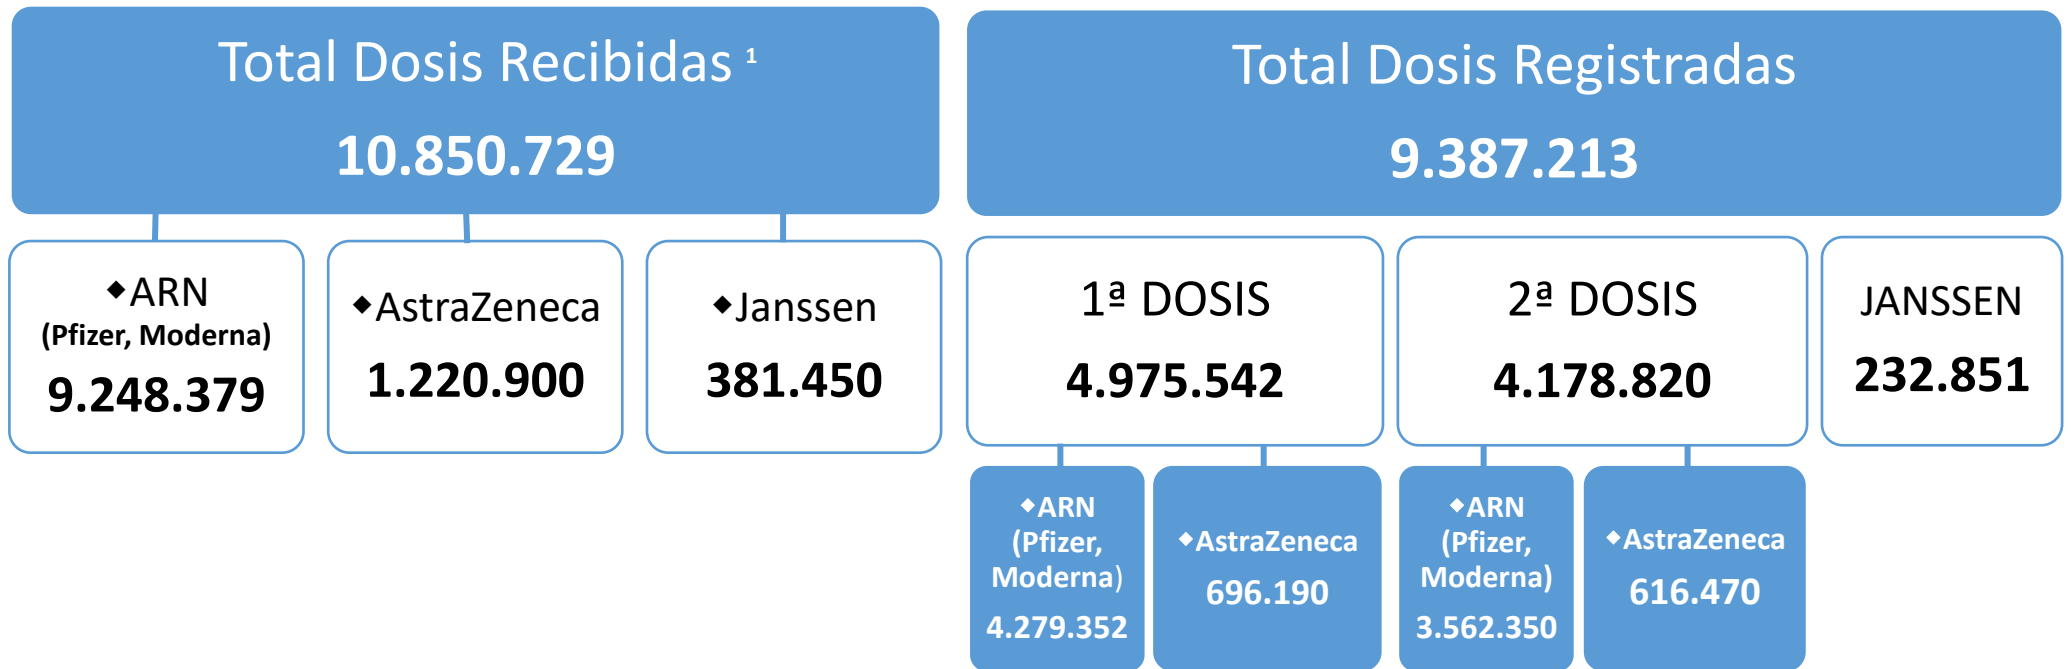 Total Dosis Recibidas ¹
10.850.729
◆ARN
(Pfizer, Moderna)
9.248.379
◆AstraZeneca
1.220.900
◆Janssen
381.450
Total Dosis Registradas
9.387.213
1ª DOSIS
4.975.542
2ª DOSIS
4.178.820
JANSSEN
232.851
◆ARN
(Pfizer,
Moderna)
4.279.352
◆AstraZeneca
696.190
◆ARN
(Pfizer,
Moderna)
3.562.350
◆AstraZeneca
616.470